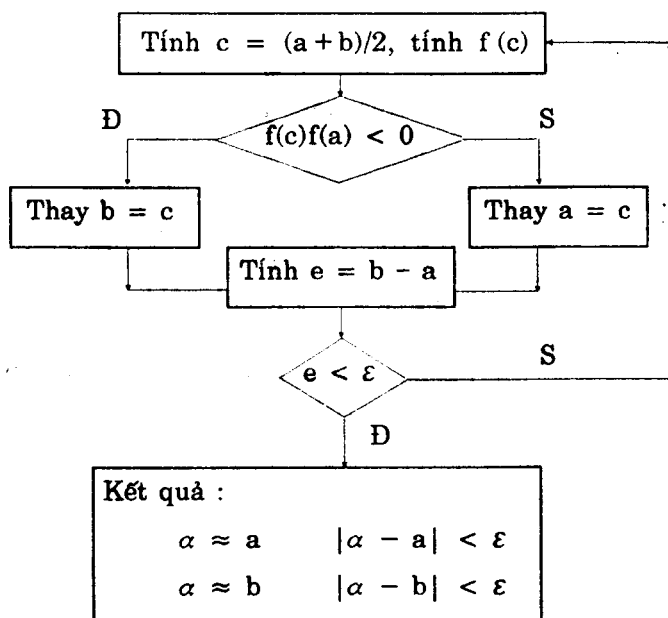 Tính c = (a+b)/2, tính f(c)
Đ
S
f(c)f(a) < 0
Thay b = c
Thay a = c
Tính e = b - a
e < ε
S
Đ
Kết quả :
α ≈ a |α - a| < ε
α ≈ b |α - b| < ε